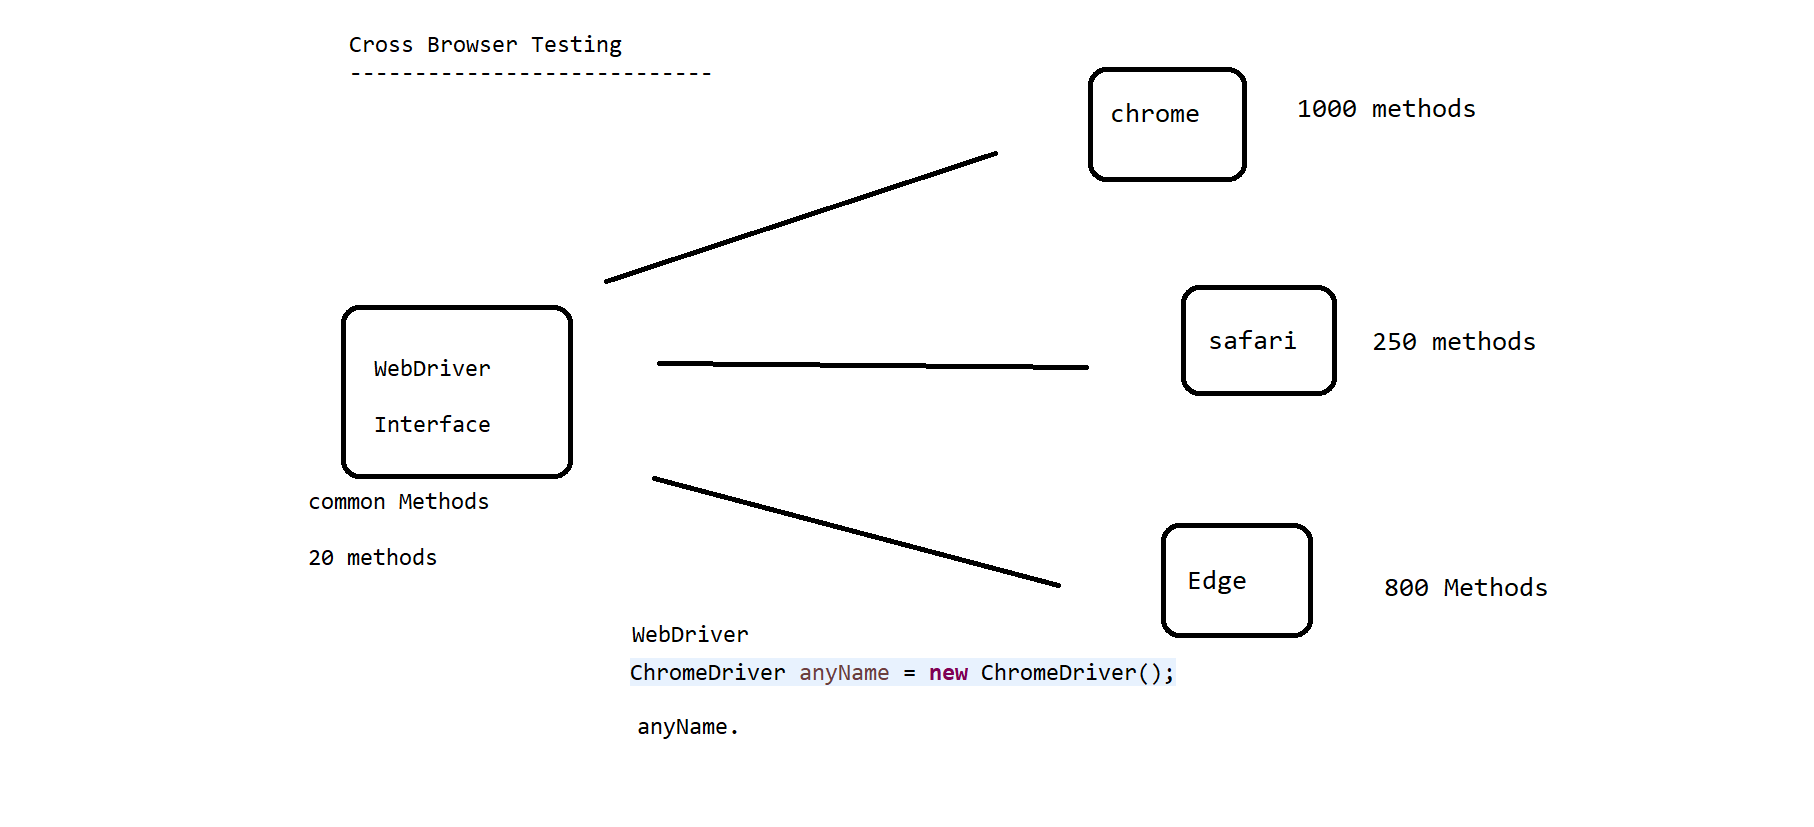 Cross Browser Testing
----------------------------
chrome
1000 methods
safari
250 methods
WebDriver
Interface
common Methods
20 methods
Edge
800 Methods
WebDriver
ChromeDriver anyName = new ChromeDriver();
anyName.